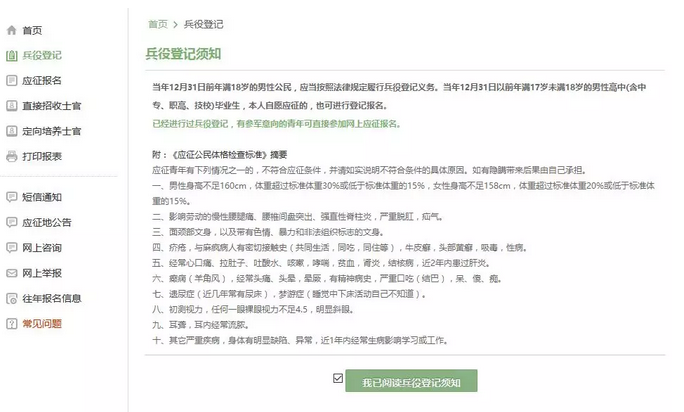 首页
兵役登记
应征报名
直接招收士官
定向培养士官
打印报表
短信通知
应征地公告
网上咨询
网上举报
往年报名信息
常见问题
首页 > 兵役登记
兵役登记须知
当年12月31日前年满18岁的男性公民，应当按照法律规定履行兵役登记义务。当年12月31日以前年满17岁未满18岁的男性高中(含中
专、职高、技校)毕业生，本人自愿应征的，也可进行登记报名。
已经进行过兵役登记，有参军意向的青年可直接参加网上应征报名。
附：《应征公民体格检查标准》摘要
应征青年有下列情况之一的，不符合应征条件，并请如实说明不符合条件的具体原因。如有隐瞒带来后果由自己承担。
一、男性身高不足160cm，体重超过标准体重30%或低于标准体重的15%，女性身高不足158cm，体重超过标准体重20%或低于标准体
重的15%。
二、影响劳动的慢性腰腿痛、腰椎间盘突出、强直性脊柱炎，严重脱肛，疝气。
三、面颈部文身，以及带有色情、暴力和非法组织标志的文身。
四、疥疮，与麻疯病人有密切接触史（共同生活，同吃，同住等），牛皮癣，头部黄癣，吸毒，性病。
五、经常心口痛、拉肚子、吐酸水、咳嗽，哮喘，贫血，肾炎，结核病，近2年内患过肝炎。
六、癫痫（羊角风），经常头痛、头晕，晕厥，有精神病史，严重口吃（结巴），呆、傻、痴。
七、遗尿症（近几年常有尿床），梦游症（睡觉中下床活动自己不知道）。
八、初测视力，任何一眼裸眼视力不足4.5，明显斜眼。
九、耳聋，耳内经常流脓。
十、其它严重疾病，身体有明显缺陷、异常，近1年内经常生病影响学习或工作。
我已阅读兵役登记须知